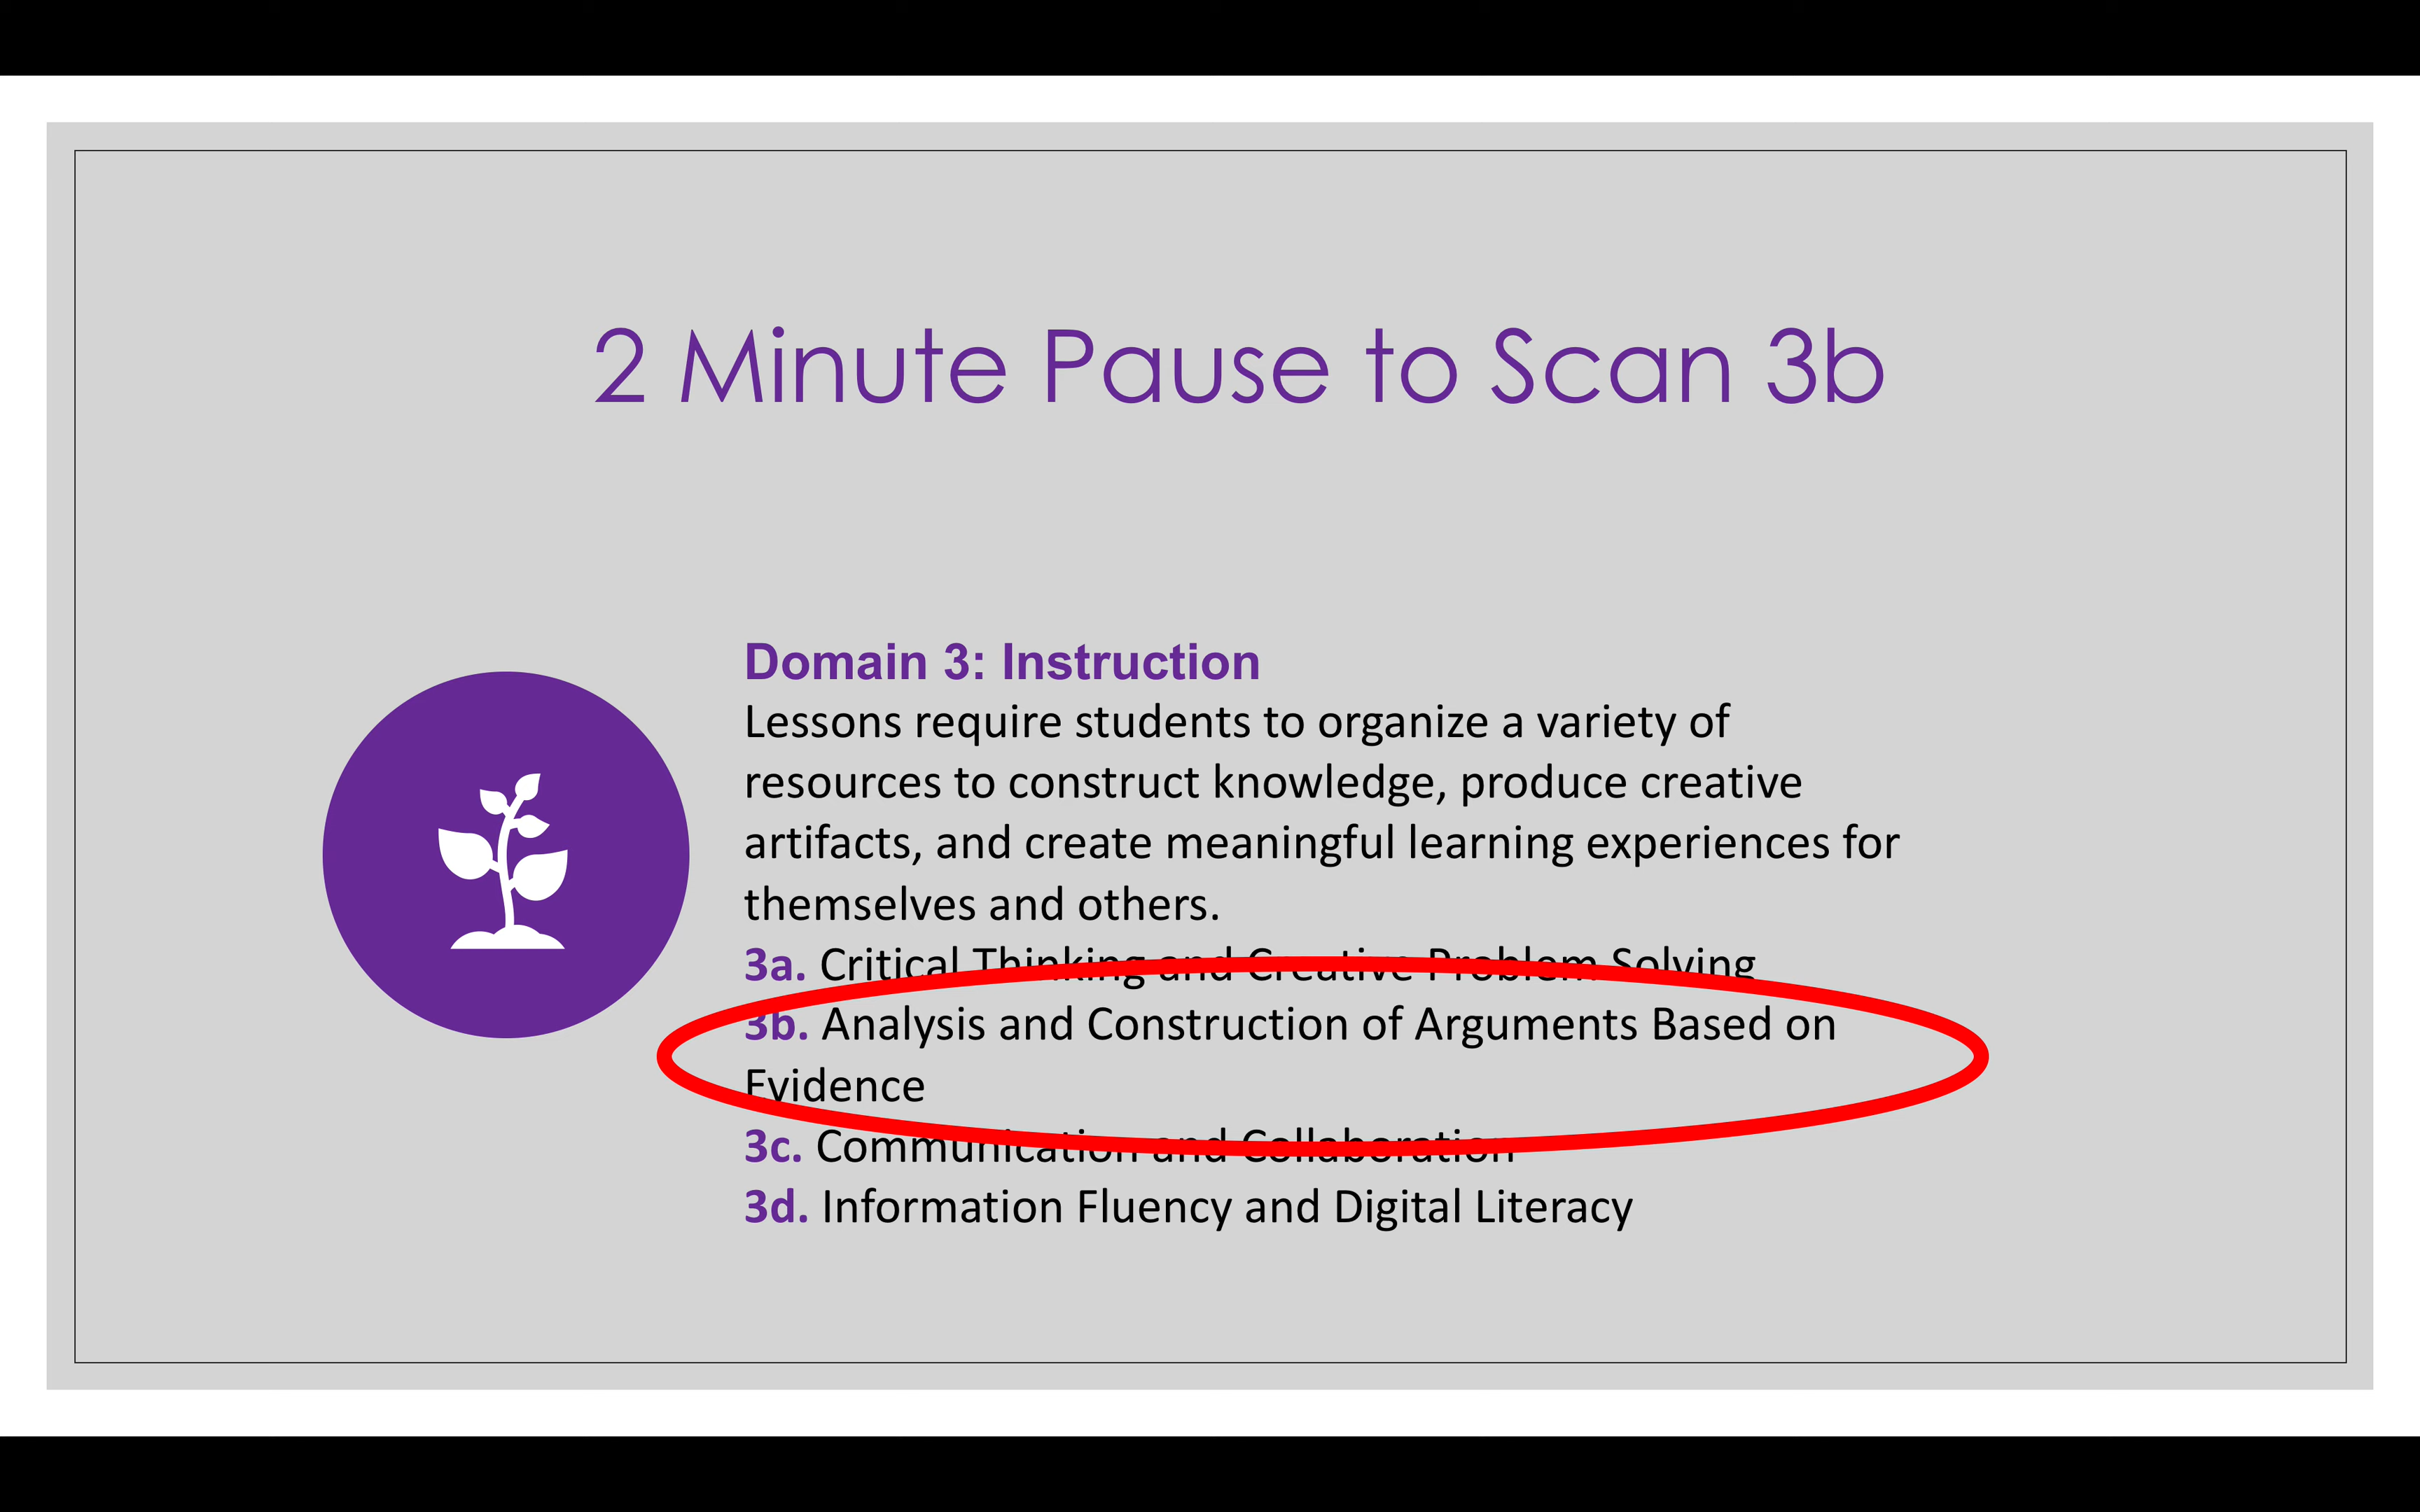 2 Minute Pause to Scan 3b
Domain 3: Instruction
Lessons require students to organize a variety of
resources to construct knowledge, produce creative
artifacts, and create meaningful learning experiences for
themselves and others.
3a. Critical Thinking and Creative Problem Solving
3b. Analysis and Construction of Arguments Based on
Evidence
3c. Communication and Collaboration
3d. Information Fluency and Digital Literacy